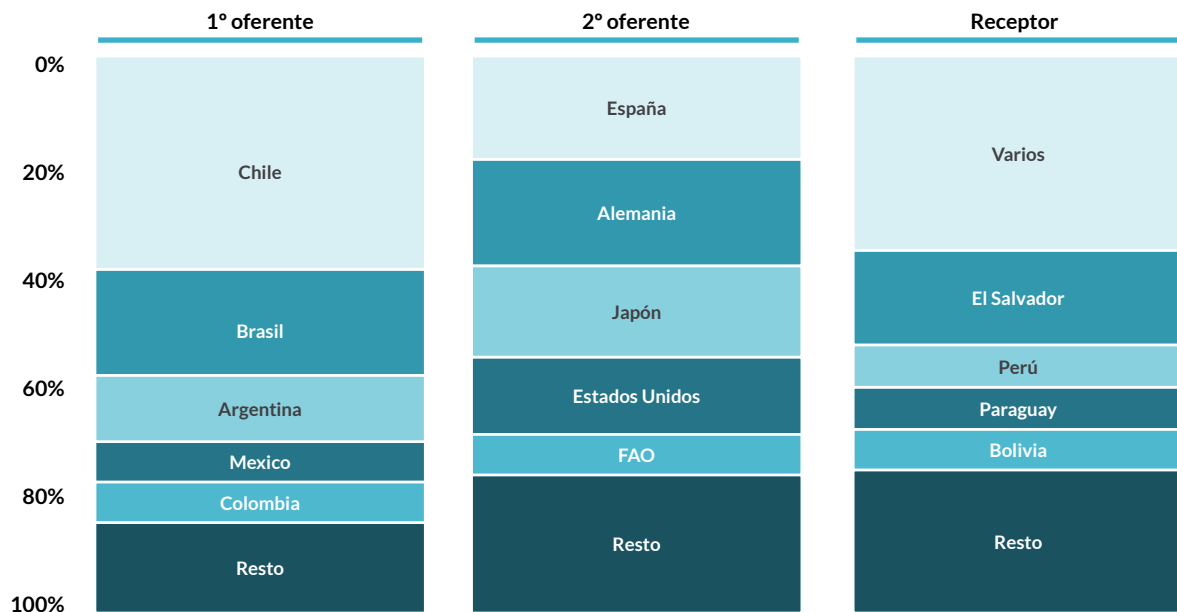 1º oferente
2º oferente
Receptor
0%
20%
40%
60%
80%
100%
Chile
Brasil
Argentina
Mexico
Colombia
Resto
España
Alemania
Japón
Estados Unidos
FAO
Resto
Varios
El Salvador
Perú
Paraguay
Bolivia
Resto